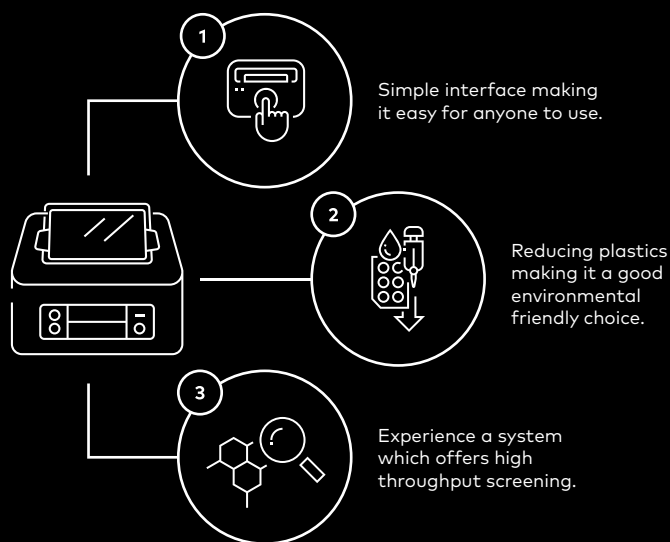 1
Simple interface making
it easy for anyone to use.
2
Reducing plastics
making it a good
environmental
friendly choice.
3
Experience a system
which offers high
throughput screening.